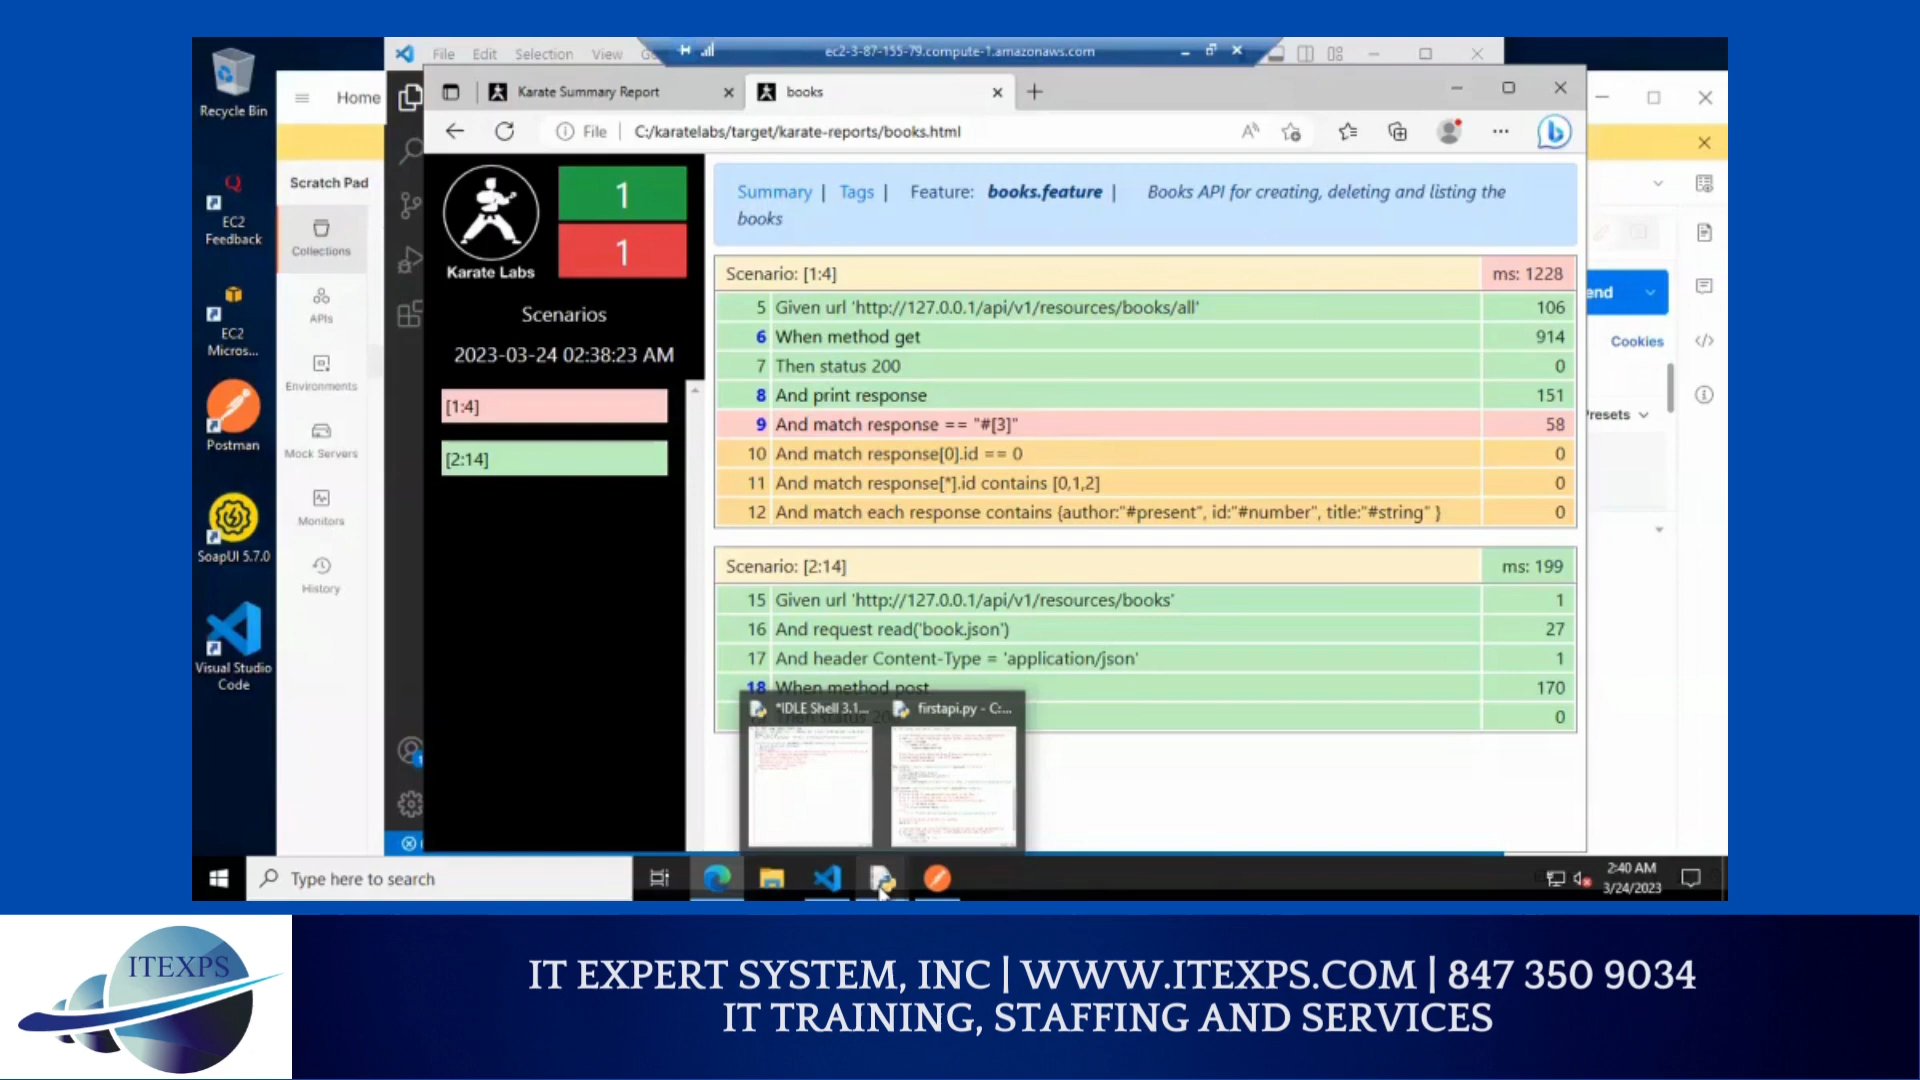 Recycle Bin
EC2
Feedback
EC2
Micros...
Postman
SoapUI 5.7.0
Visual Studio
Code
Home
Scratch Pad
Collections
APIs
Environments
Mock Servers
Monitors
History
File Edit Selection View
ec2-3-87-155-79.compute-1.amazonaws.com
Karate Summary Report
books
File
C:/karatelabs/target/karate-reports/books.html
Karate Labs
1
1
Scenarios
2023-03-24 02:38:23 AM
[1:4]
[2:14]
Summary | Tags | Feature: books.feature | Books API for creating, deleting and listing the
books
Scenario: [1:4] ms: 1228
5 Given url 'http://127.0.0.1/api/v1/resources/books/all' 106
6 When method get 914
7 Then status 200 0
8 And print response 151
9 And match response == "#[3]" 58
10 And match response[0].id == 0 0
11 And match response[*].id contains [0,1,2] 0
12 And match each response contains {author:"#present", id:"#number", title:"#string" } 0
Scenario: [2:14] ms: 199
15 Given url 'http://127.0.0.1/api/v1/resources/books' 1
16 And request read('book.json') 27
17 And header Content-Type = 'application/json' 1
18 When method post 170
0
*IDLE Shell 3.1...
firstapi.py - C:...
end
Cookies
Presets
Type here to search
2:40 AM
3/24/2023
ITEXPS
IT EXPERT SYSTEM, INC | WWW.ITEXPS.COM | 847 350 9034
IT TRAINING, STAFFING AND SERVICES